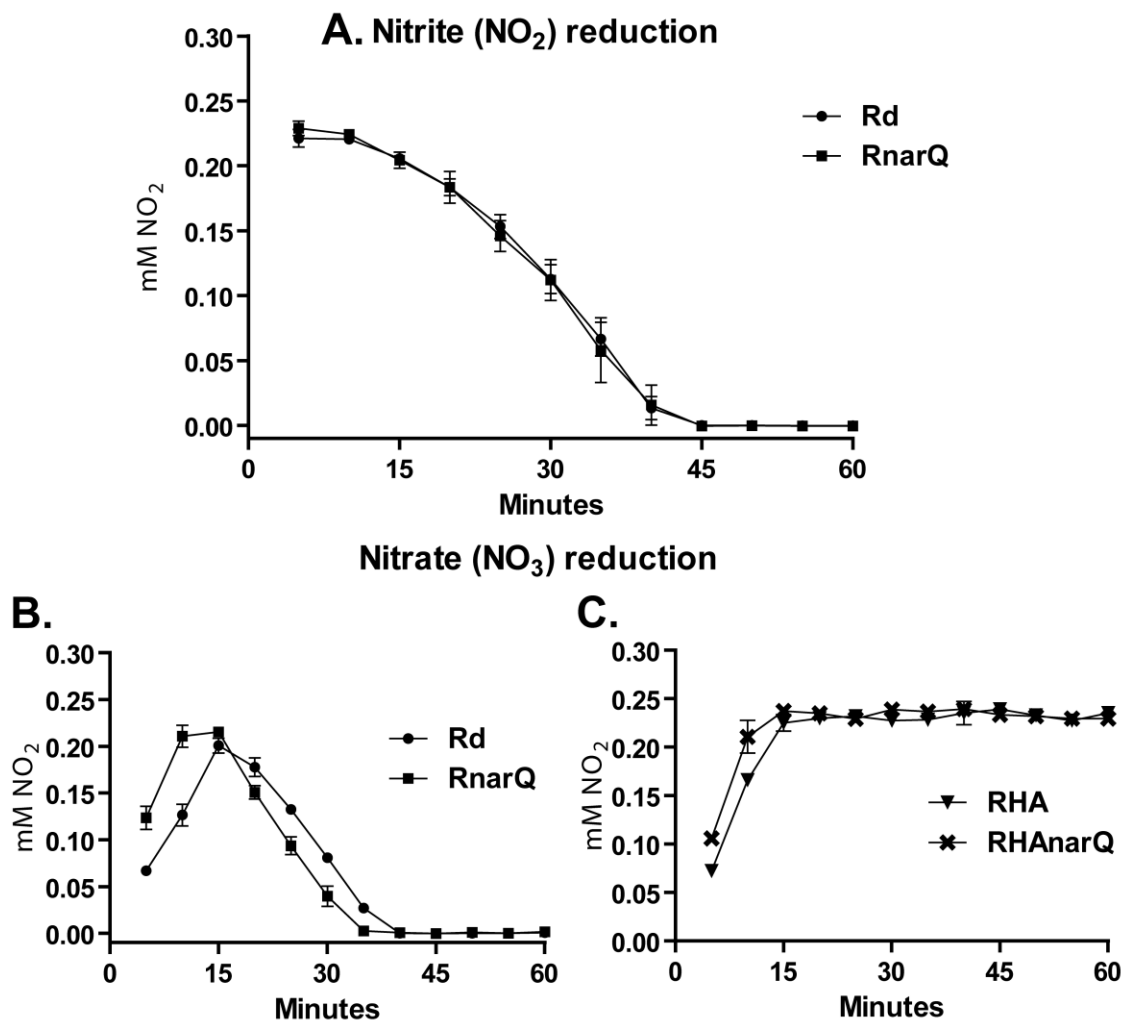 A. Nitrite (NO₂) reduction
0.30
0.25
0.20
0.15
0.10
0.05
0.00
mM NO₂
Rd
RnarQ
0 15 30 45 60
Minutes
Nitrate (NO₃) reduction
B.
0.30
0.25
0.20
0.15
0.10
0.05
0.00
mM NO₂
Rd
RnarQ
0 15 30 45 60
Minutes
C.
0.30
0.25
0.20
0.15
0.10
0.05
0.00
mM NO₂
RHA
RHAnarQ
0 15 30 45 60
Minutes